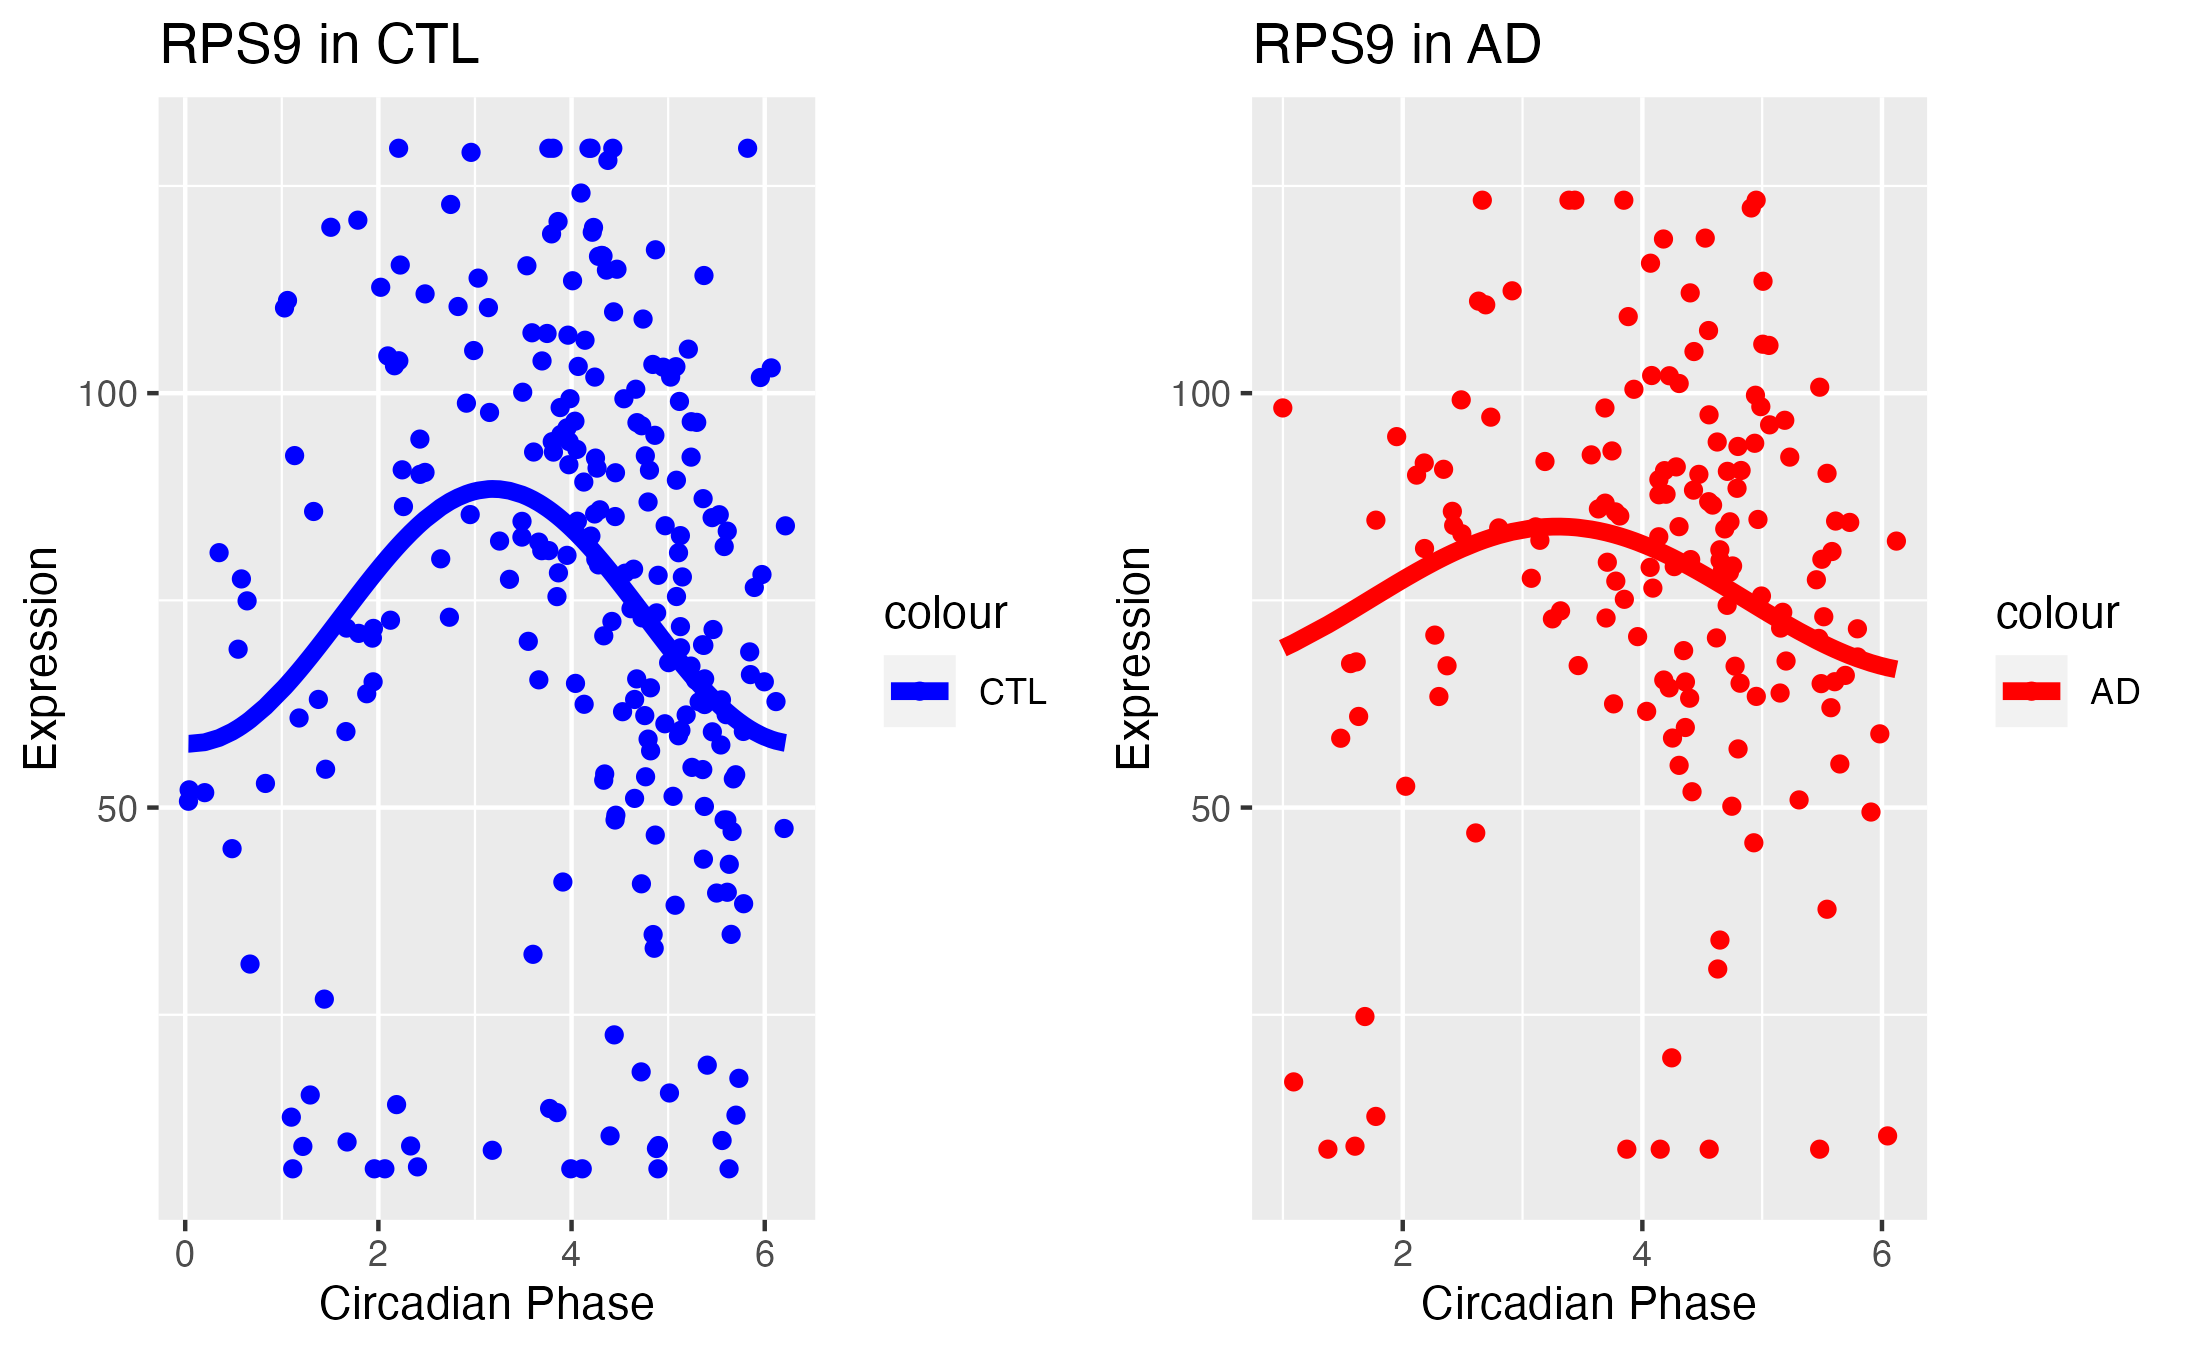 RPS9 in CTL
Expression
100
50
0 2 4 6
Circadian Phase
colour
CTL
RPS9 in AD
Expression
100
50
2 4 6
Circadian Phase
colour
AD